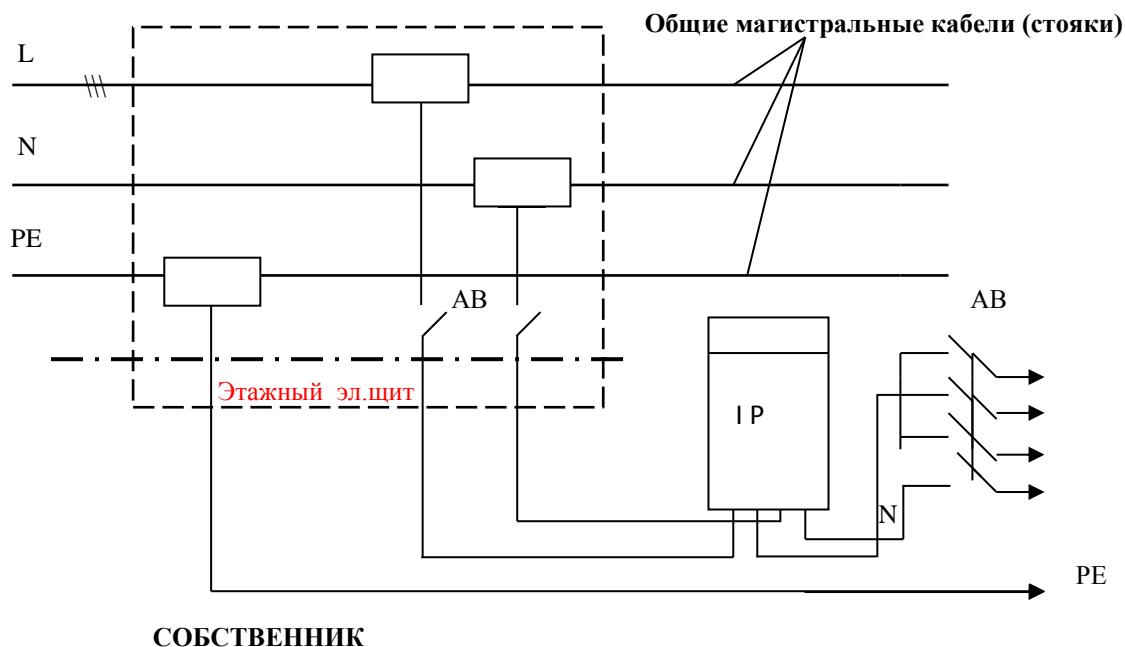 Общие магистральные кабели (стояки)
L
N
PE
АВ
АВ
Этажный эл.щит
I P
N
PE
СОБСТВЕННИК